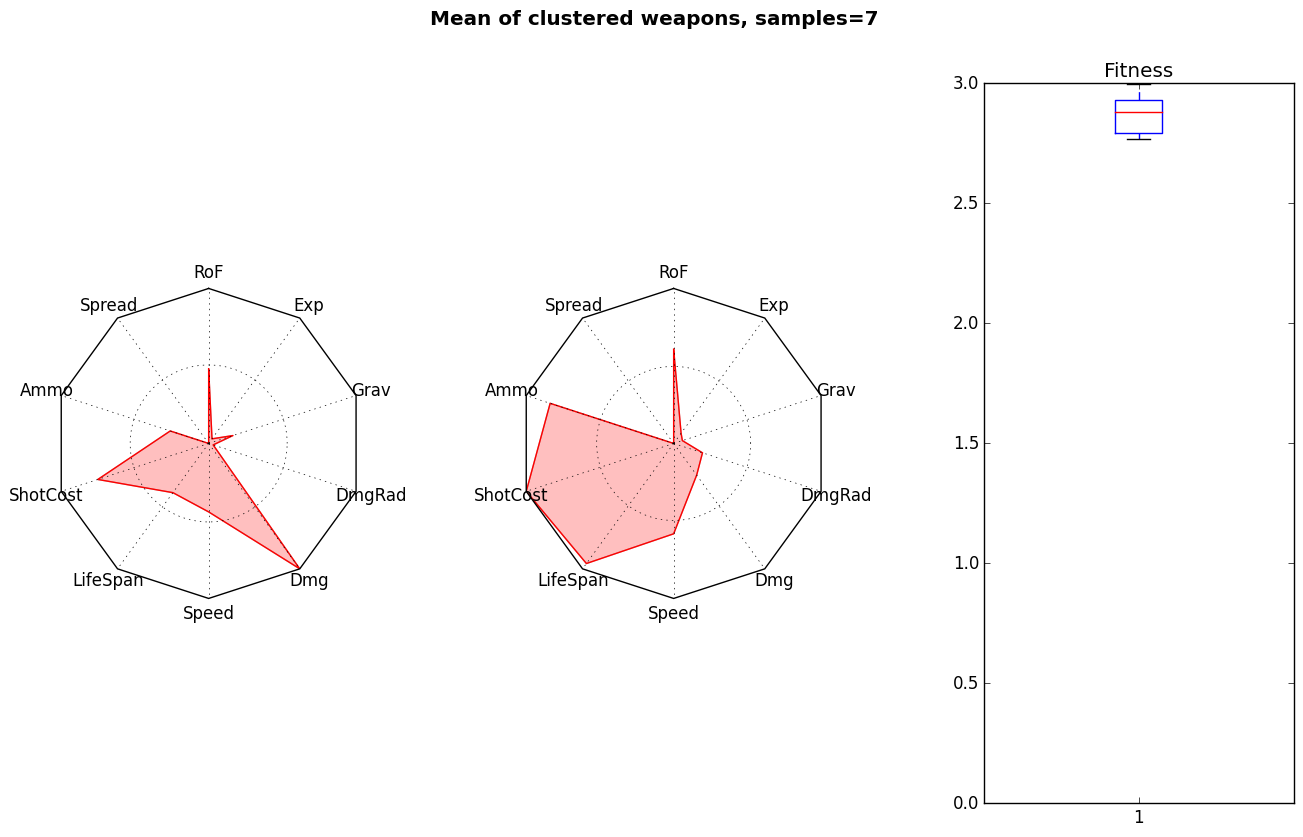 Mean of clustered weapons, samples=7
RoF
Exp
Spread
Grav
Ammo
DmgRad
ShotCost
Dmg
LifeSpan
Speed
RoF
Exp
Spread
Grav
Ammo
DmgRad
ShotCost
Dmg
LifeSpan
Speed
Fitness
3.0
2.5
2.0
1.5
1.0
0.5
0.0
1